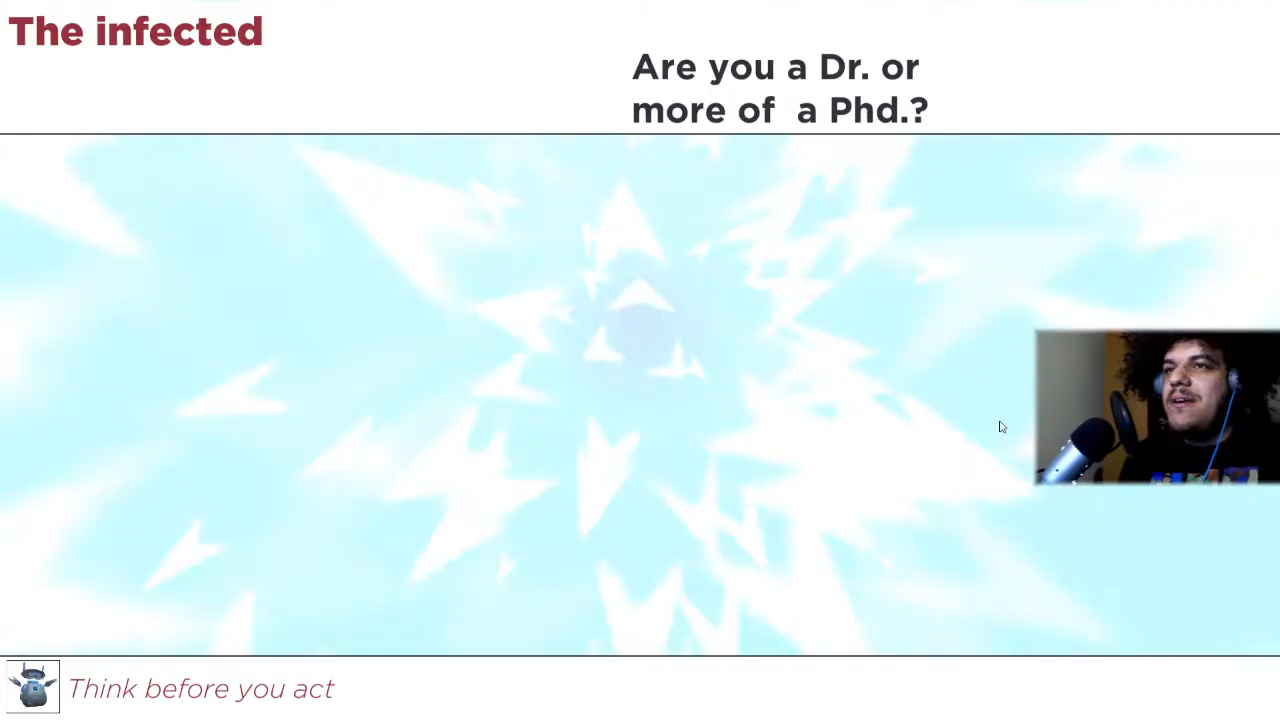 The infected
Are you a Dr. or
more of  a Phd.?
Think before you act